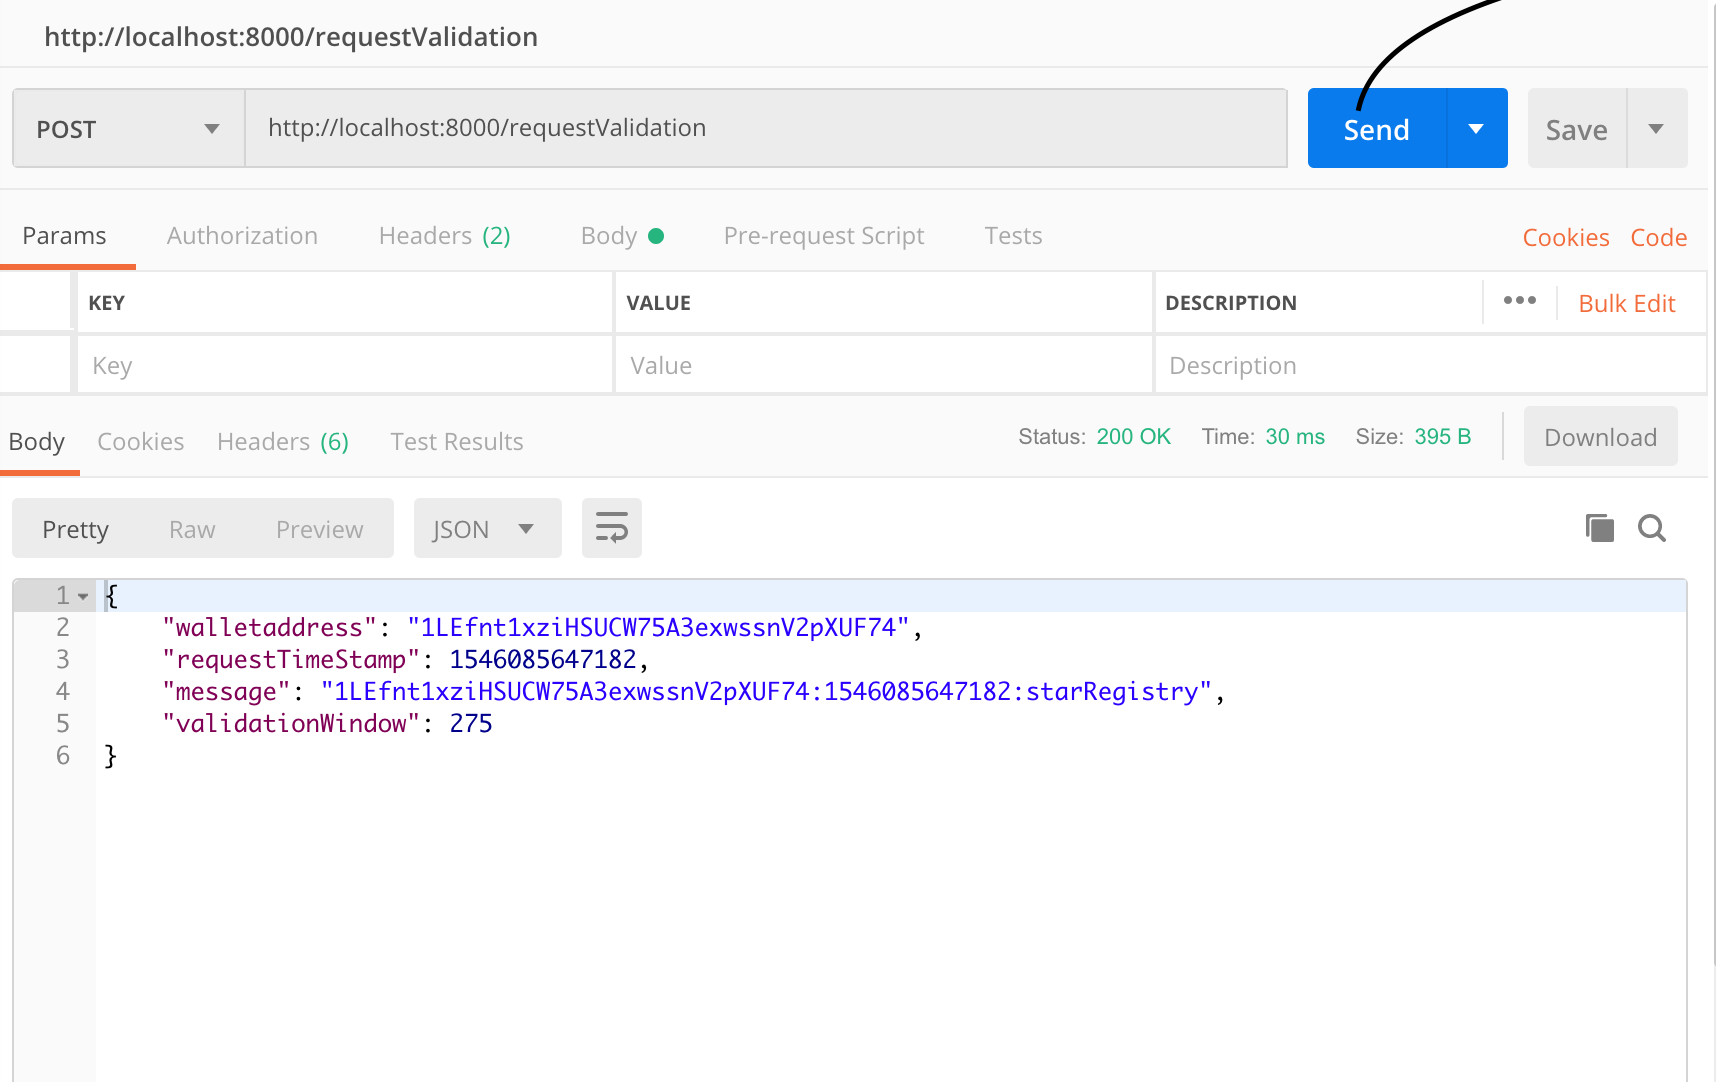 http://localhost:8000/requestValidation
POST http://localhost:8000/requestValidation Send Save
Params Authorization Headers (2) Body Pre-request Script Tests Cookies Code
KEY VALUE DESCRIPTION ••• Bulk Edit
Key Value Description
Body Cookies Headers (6) Test Results Status: 200 OK Time: 30 ms Size: 395 B Download
Pretty Raw Preview JSON
1 {
2 "walletaddress": "1LEfnt1xziHSUCW75A3exwssnV2pXUF74",
3 "requestTimeStamp": 1546085647182,
4 "message": "1LEfnt1xziHSUCW75A3exwssnV2pXUF74:1546085647182:starRegistry",
5 "validationWindow": 275
6 }